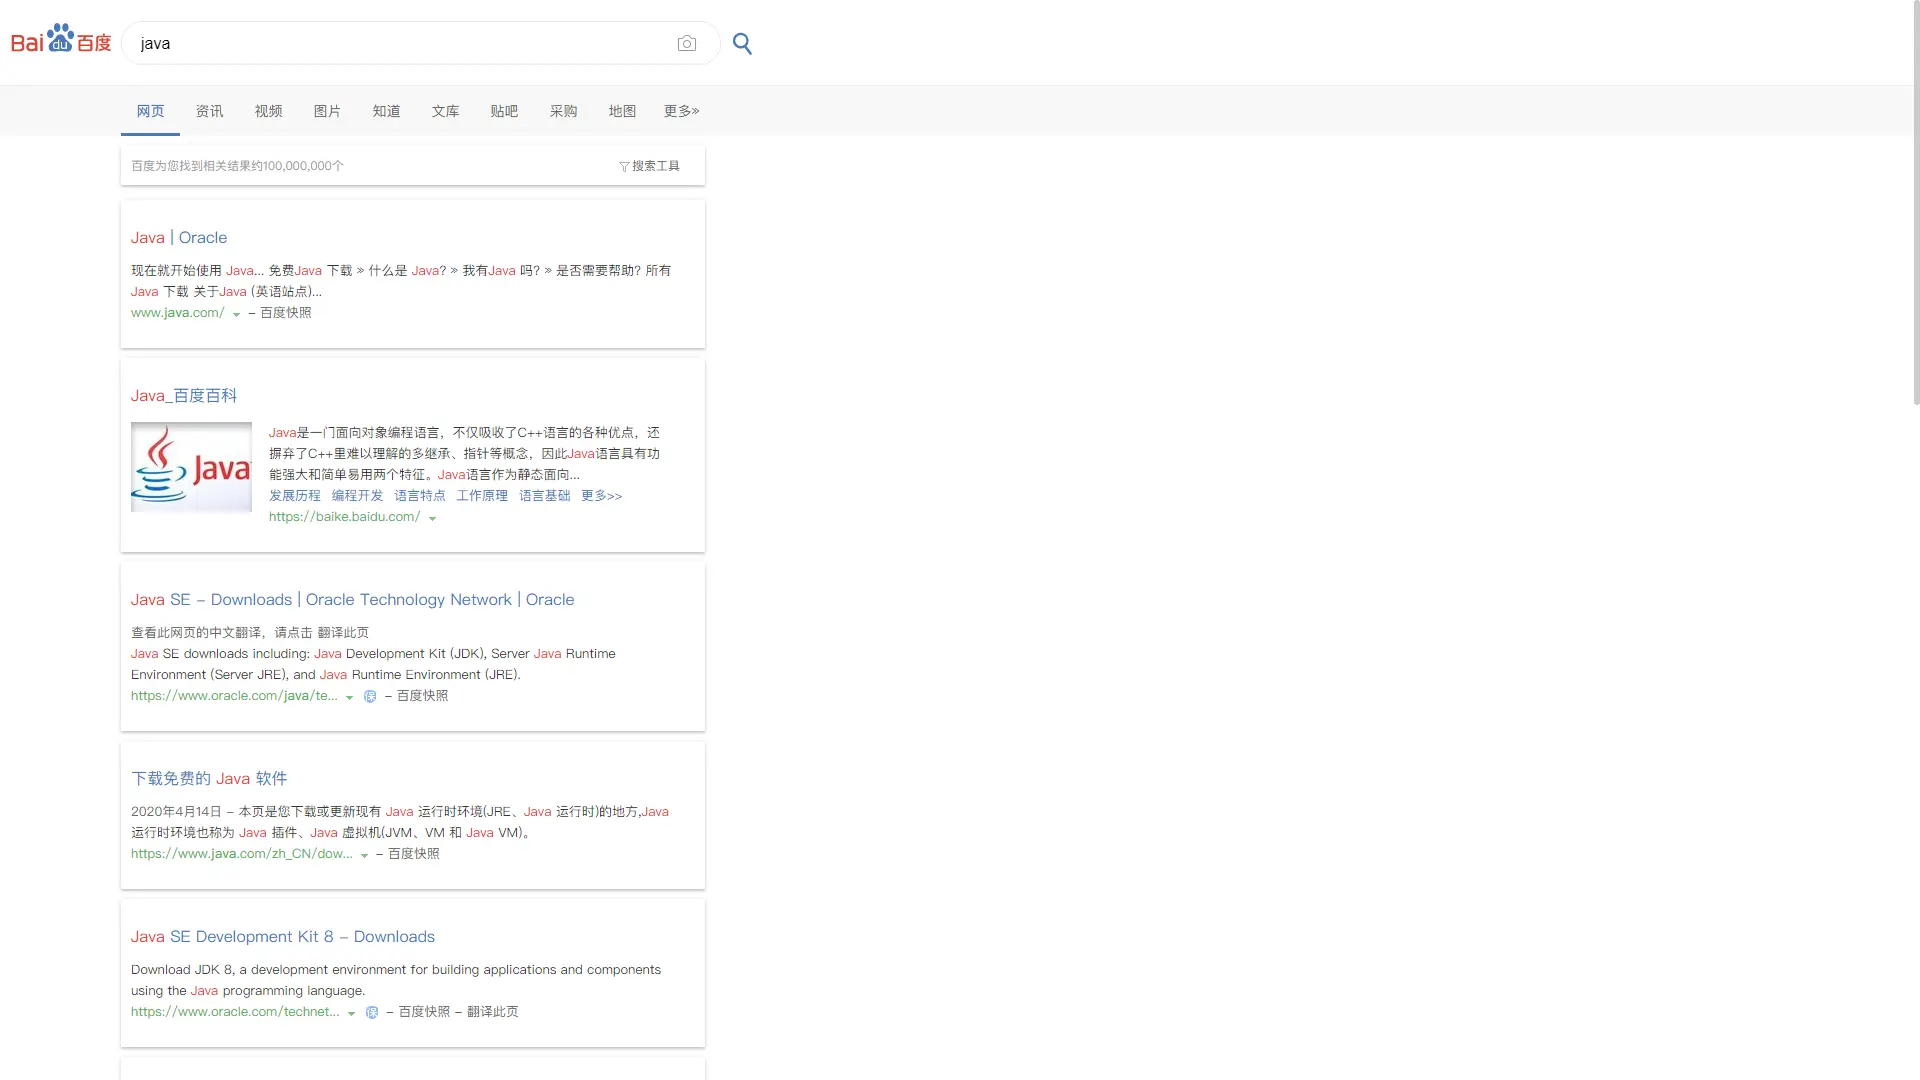 Bai du 百度 java
网页 资讯 视频 图片 知道 文库 贴吧 采购 地图 更多»
百度为您找到相关结果约100,000,000个 搜索工具
Java | Oracle
现在就开始使用 Java... 免费Java 下载 » 什么是 Java? » 我有Java 吗? » 是否需要帮助? 所有
Java 下载 关于Java (英语站点)...
www.java.com/ - 百度快照
Java_百度百科
Java
Java是一门面向对象编程语言，不仅吸收了C++语言的各种优点，还
摒弃了C++里难以理解的多继承、指针等概念，因此Java语言具有功
能强大和简单易用两个特征。Java语言作为静态面向...
发展历程 编程开发 语言特点 工作原理 语言基础 更多>>
https://baike.baidu.com/
Java SE - Downloads | Oracle Technology Network | Oracle
查看此网页的中文翻译，请点击 翻译此页
Java SE downloads including: Java Development Kit (JDK), Server Java Runtime
Environment (Server JRE), and Java Runtime Environment (JRE).
https://www.oracle.com/java/te... 保 - 百度快照
下载免费的 Java 软件
2020年4月14日 - 本页是您下载或更新现有 Java 运行时环境(JRE、Java 运行时)的地方,Java
运行时环境也称为 Java 插件、Java 虚拟机(JVM、VM 和 Java VM)。
https://www.java.com/zh_CN/dow... - 百度快照
Java SE Development Kit 8 - Downloads
Download JDK 8, a development environment for building applications and components
using the Java programming language.
https://www.oracle.com/technet... 保 - 百度快照 - 翻译此页